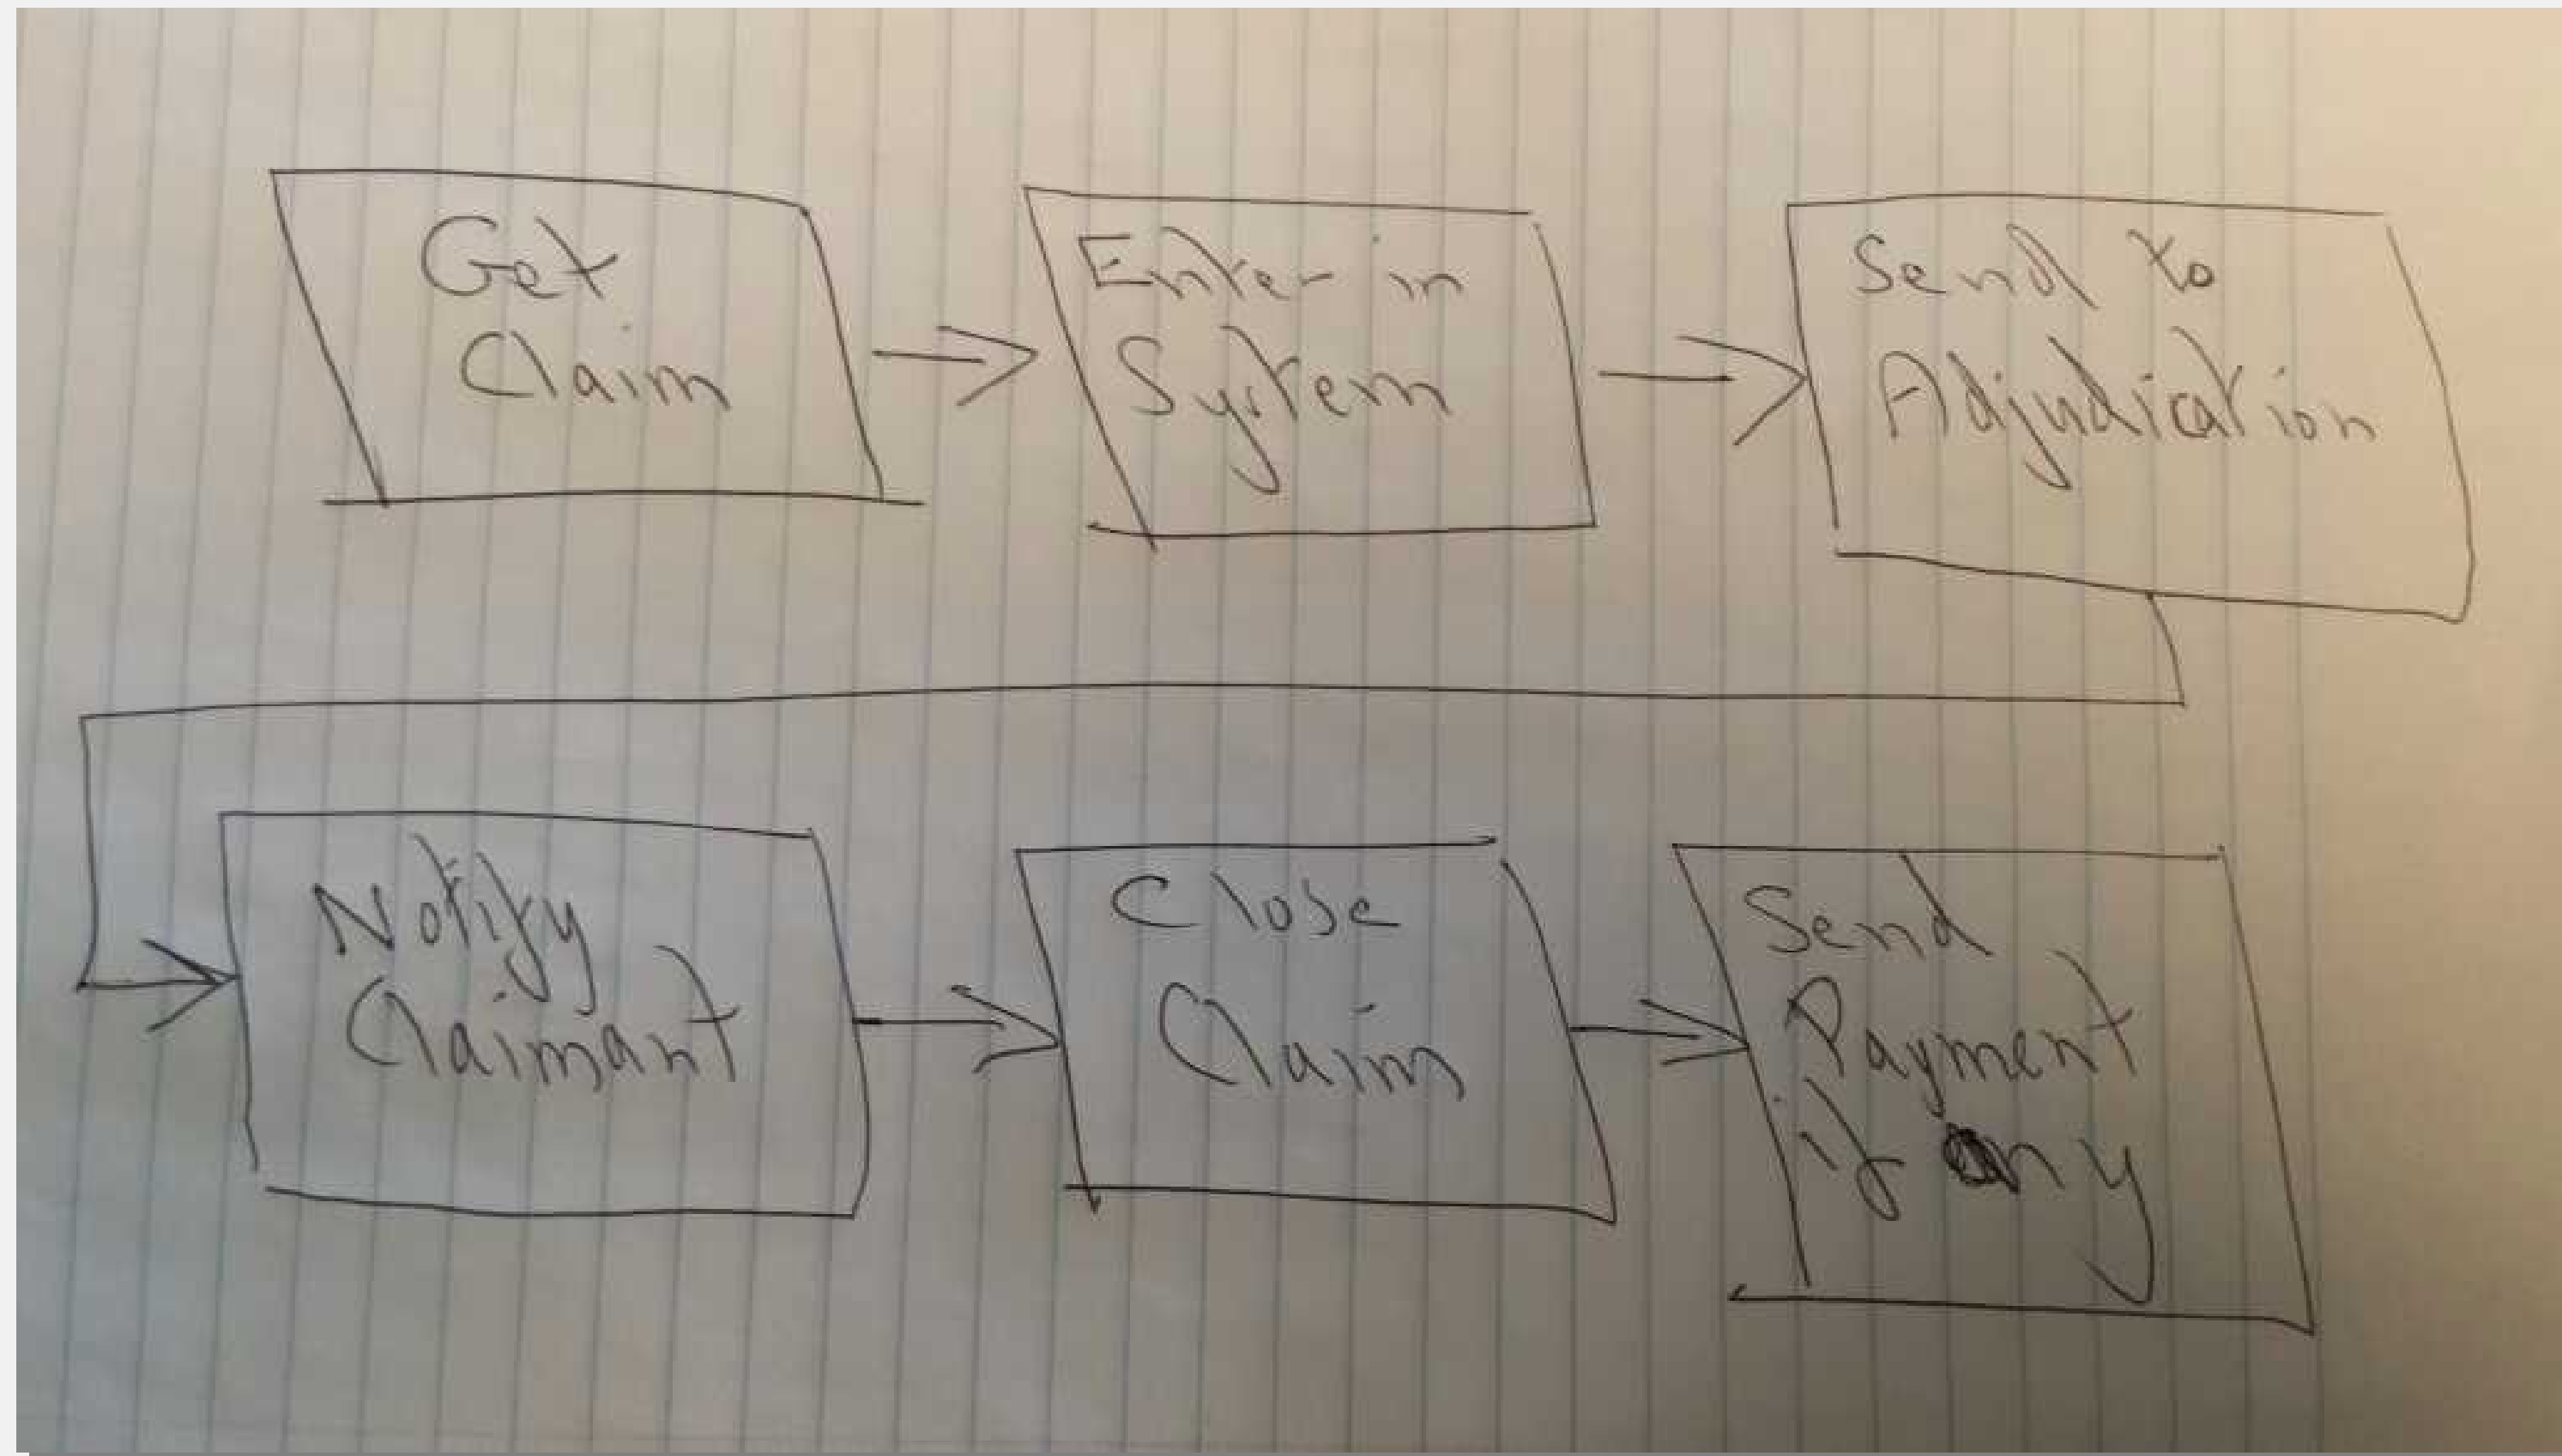 Get
Claim
Enter in
System
Send to
Adjudication
Notify
Claimant
Close
Claim
Send
Payment
if any